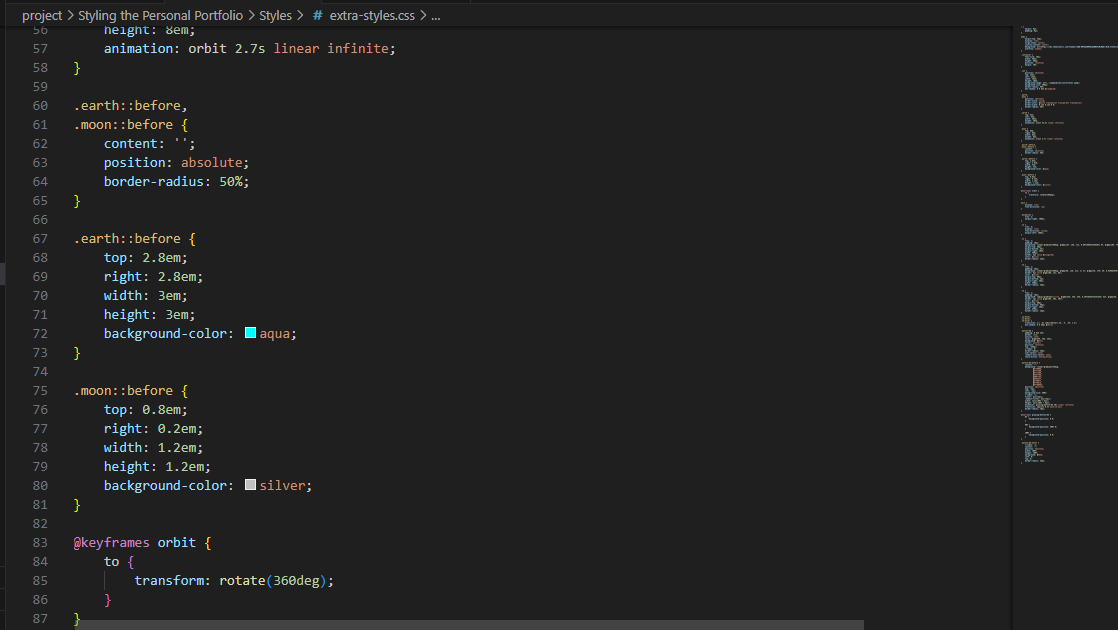 project > Styling the Personal Portfolio > Styles > # extra-styles.css > ...
56 height: 8em;
57 animation: orbit 2.7s linear infinite;
58 }
59
60 .earth::before,
61 .moon::before {
62 content: '';
63 position: absolute;
64 border-radius: 50%;
65 }
66
67 .earth::before {
68 top: 2.8em;
69 right: 2.8em;
70 width: 3em;
71 height: 3em;
72 background-color: aqua;
73 }
74
75 .moon::before {
76 top: 0.8em;
77 right: 0.2em;
78 width: 1.2em;
79 height: 1.2em;
80 background-color: silver;
81 }
82
83 @keyframes orbit {
84 to {
85 transform: rotate(360deg);
86 }
87 }